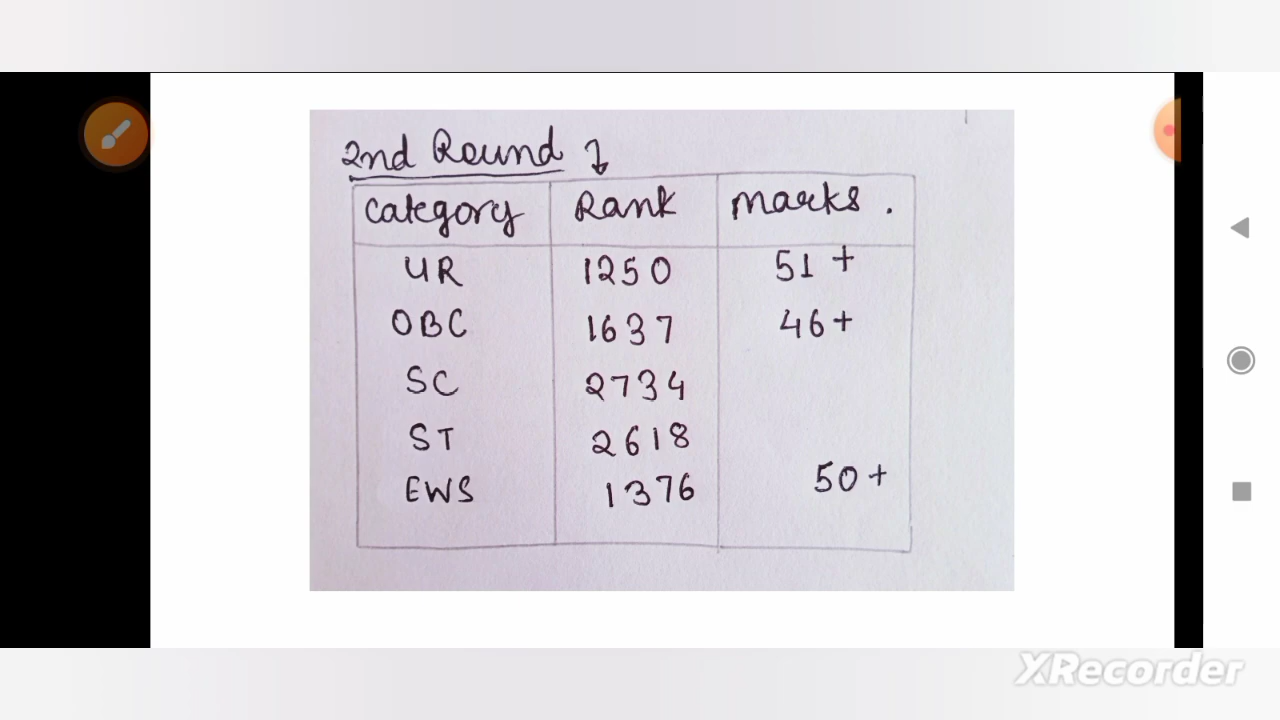 2nd Round ↓
Category Rank Marks .
UR 1250 51 +
OBC 1637 46+
SC 2734
ST 2618
EWS 1376 50+
XRecorder